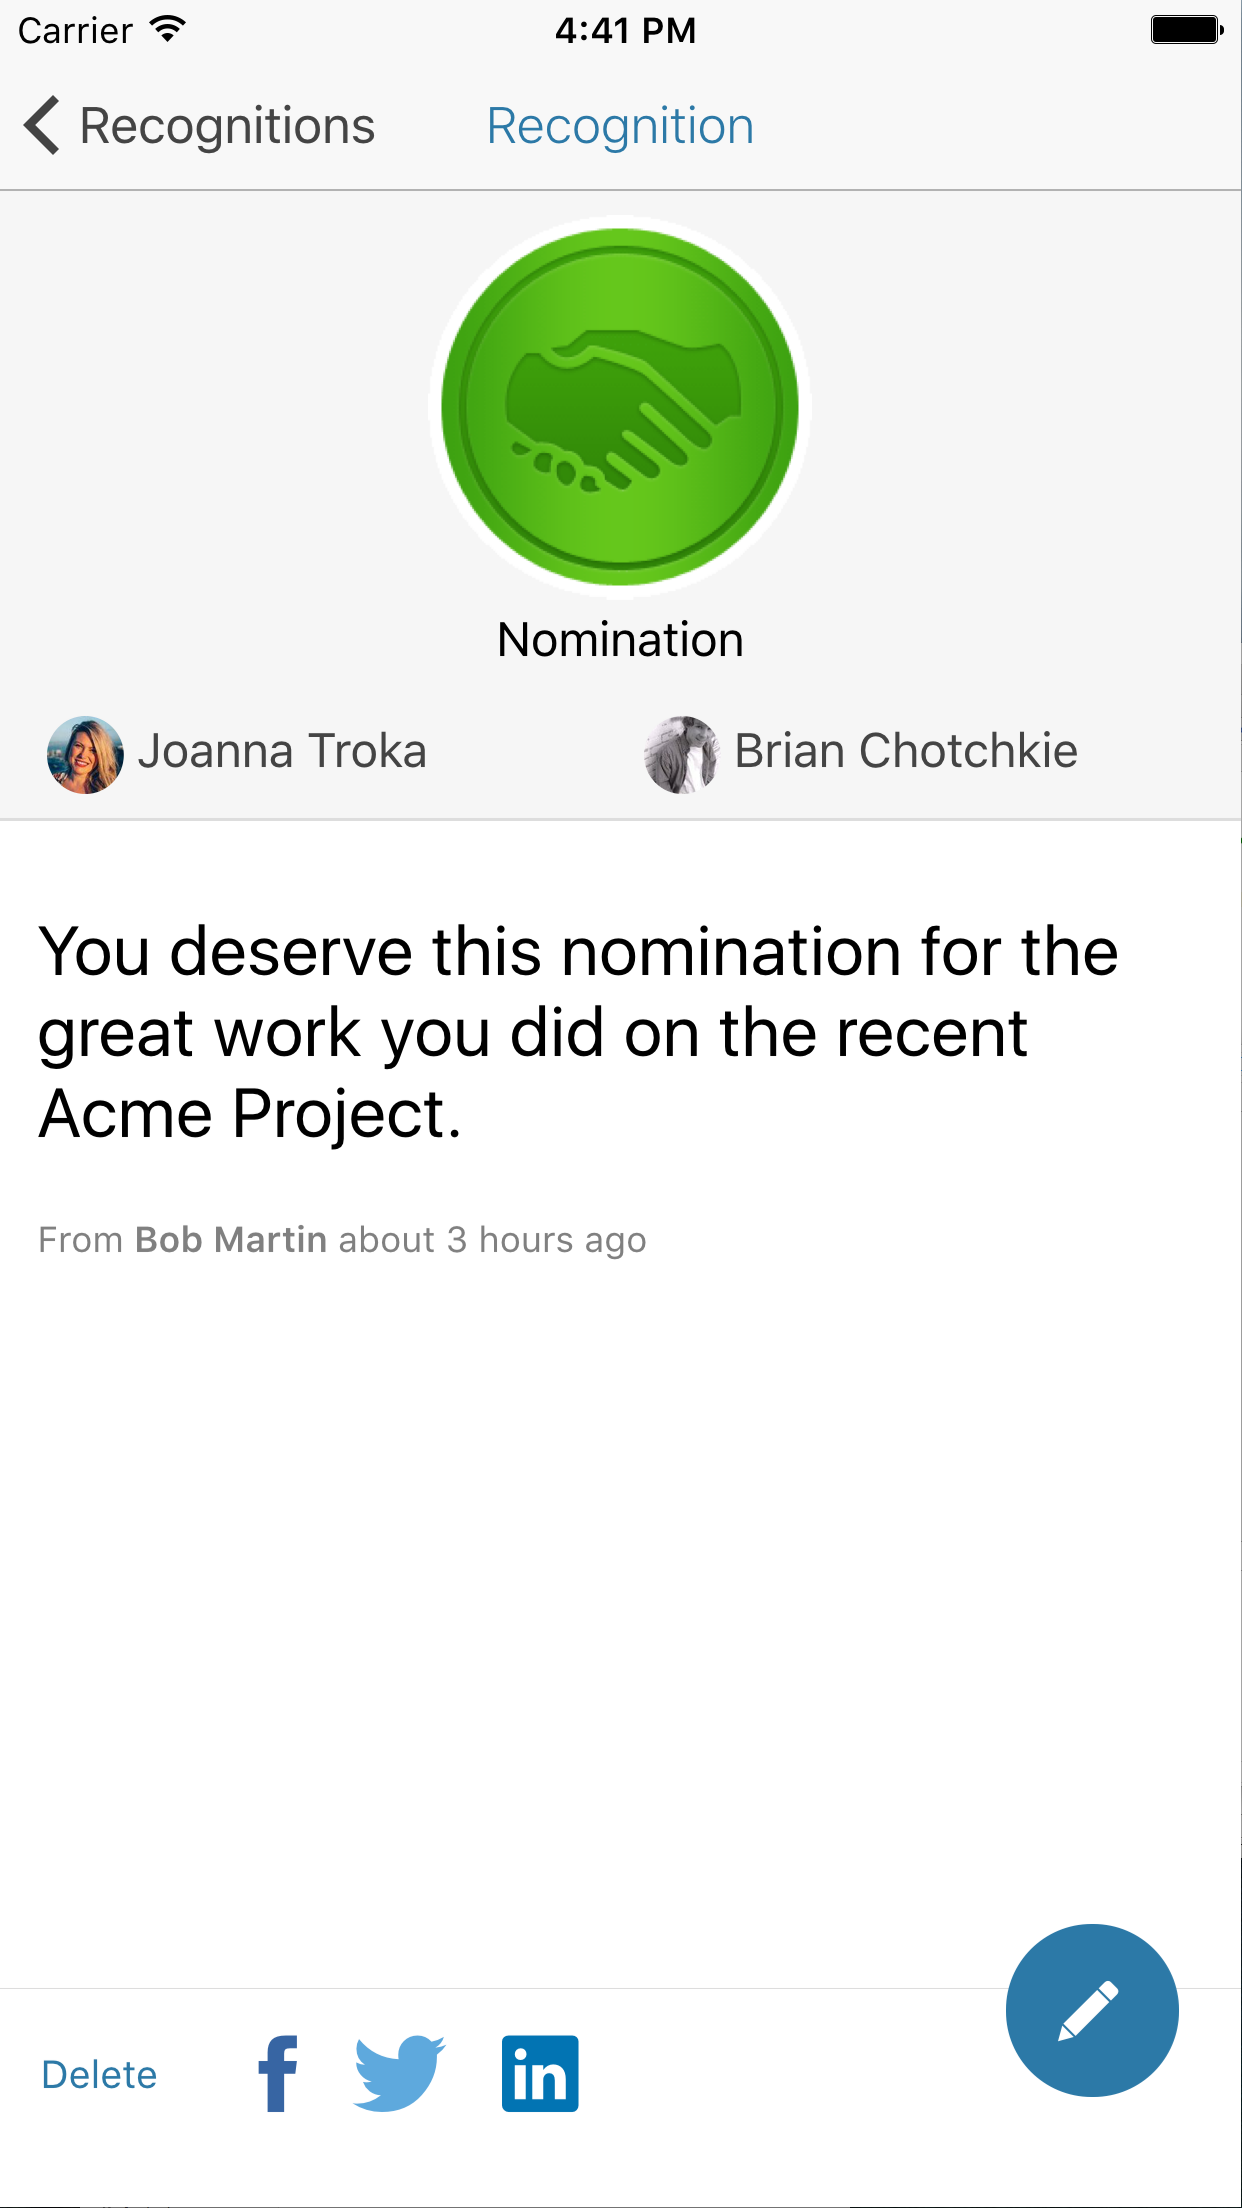 Carrier 4:41 PM
Recognitions Recognition
Nomination
Joanna Troka Brian Chotchkie
You deserve this nomination for the
great work you did on the recent
Acme Project.
From Bob Martin about 3 hours ago
Delete f in